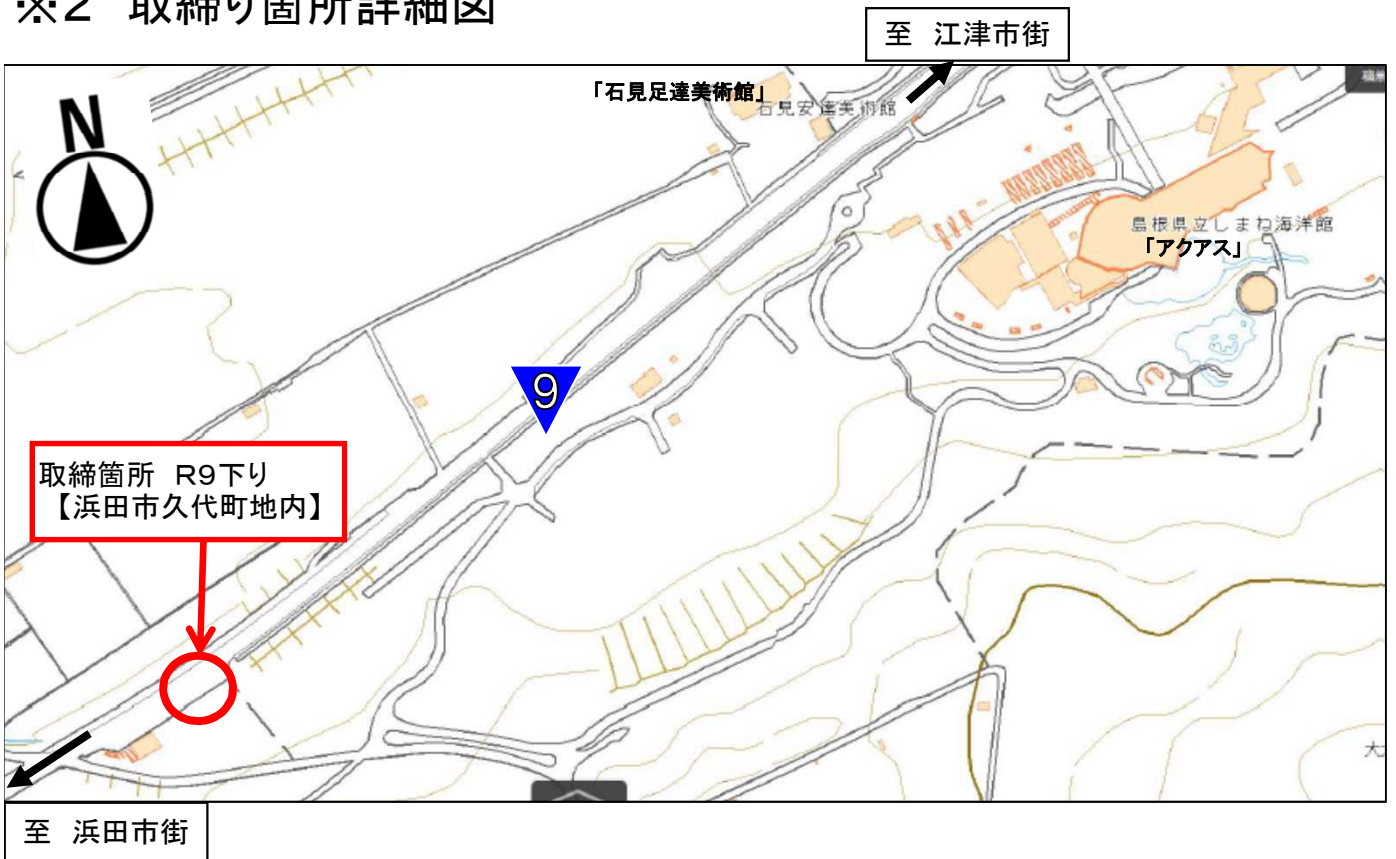 ※2 取締り箇所詳細図
至 江津市街
N
「石見足達美術館」
石見安達美術館
島根県立しまね海洋館
「アクアス」
9
取締箇所 R9下り
【浜田市久代町地内】
至 浜田市街